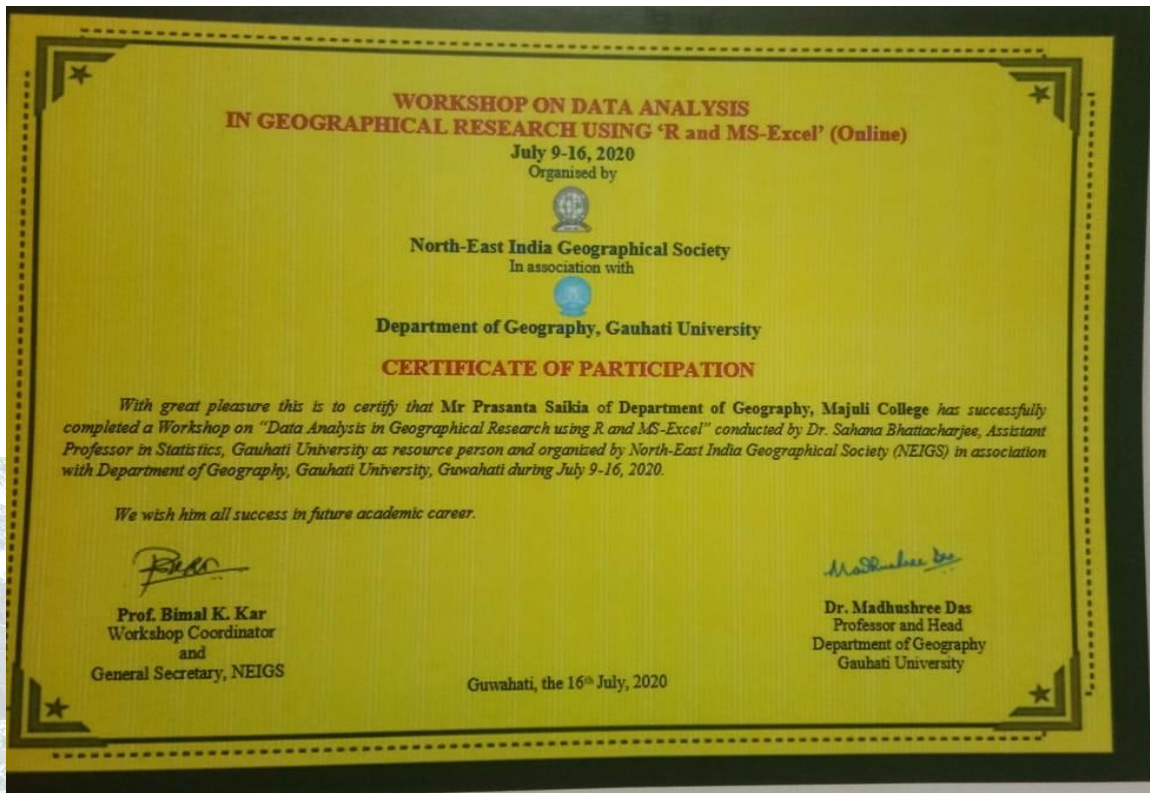 WORKSHOP ON DATA ANALYSIS
IN GEOGRAPHICAL RESEARCH USING ‘R and MS-Excel’ (Online)
July 9-16, 2020
Organised by
North-East India Geographical Society
In association with
Department of Geography, Gauhati University
CERTIFICATE OF PARTICIPATION
With great pleasure this is to certify that Mr Prasanta Saikia of Department of Geography, Majuli College has successfully
completed a Workshop on “Data Analysis in Geographical Research using R and MS-Excel” conducted by Dr. Sahana Bhattacharjee, Assistant
Professor in Statistics, Gauhati University as resource person and organized by North-East India Geographical Society (NEIGS) in association
with Department of Geography, Gauhati University, Guwahati during July 9-16, 2020.
We wish him all success in future academic career.
Madhushree Das
Prof. Bimal K. Kar
Workshop Coordinator
and
General Secretary, NEIGS
Dr. Madhushree Das
Professor and Head
Department of Geography
Gauhati University
Guwahati, the 16th July, 2020